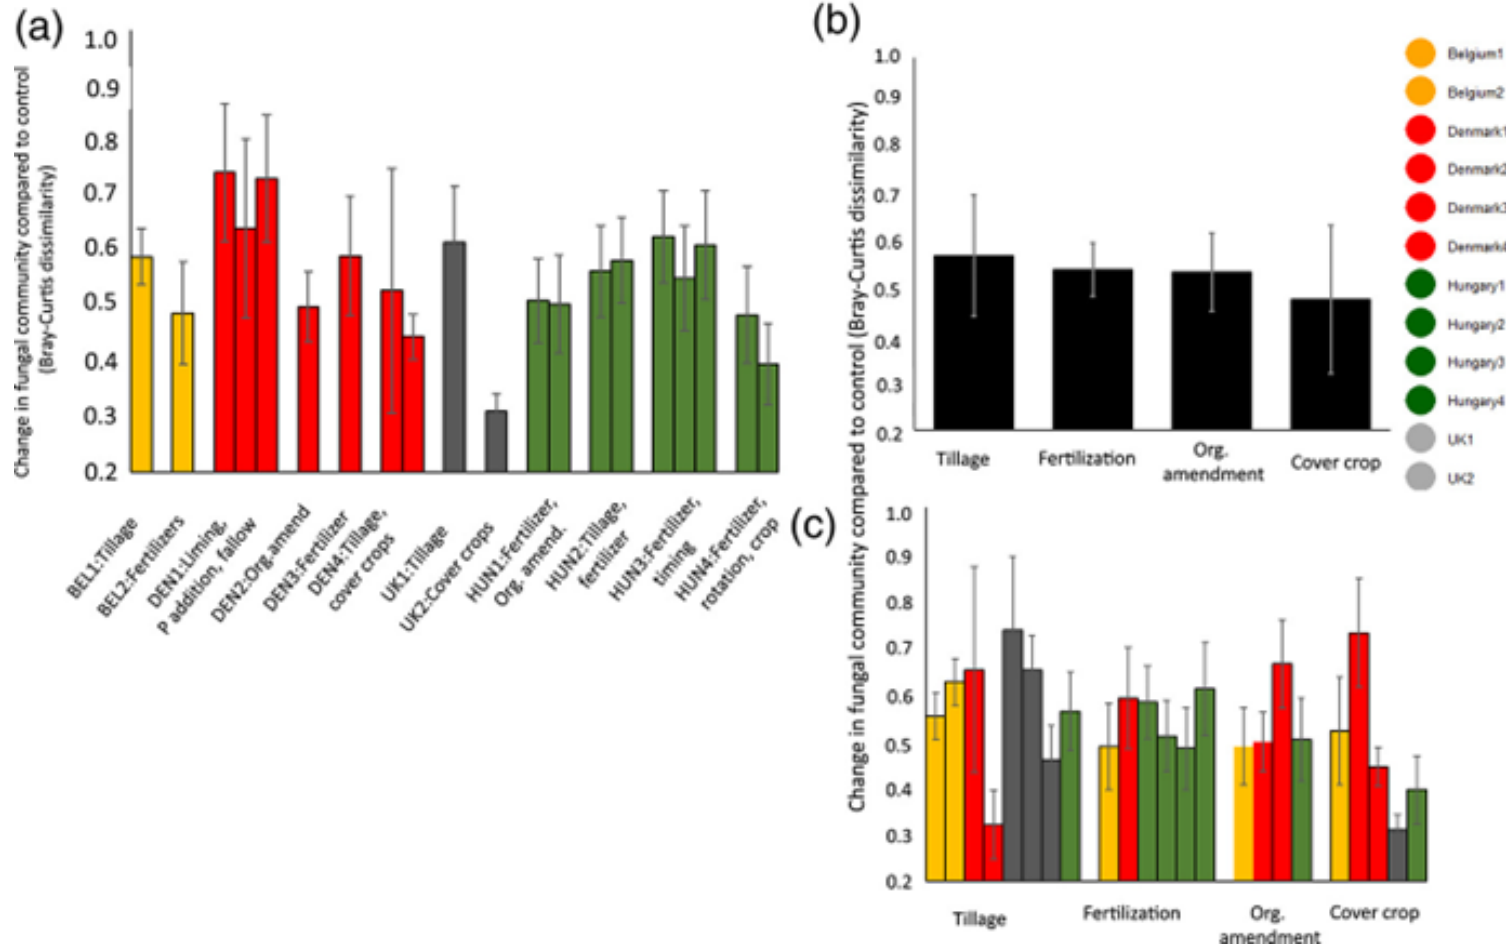 (a)
Change in fungal community compared to control
(Bray-Curtis dissimilarity)
1.0
0.9
0.8
0.7
0.6
0.5
0.4
0.3
0.2
BEL1:Tillage
BEL2:Fertilizers
DEN1:Liming,
P addition, fallow
DEN2:Org.amend
DEN3:Fertilizer
DEN4:Tillage,
cover crops
UK1:Tillage
UK2:Cover crops
HUN1:Fertilizer,
Org. amend.
HUN2:Tillage,
fertilizer
HUN3:Fertilizer,
timing
HUN4:Fertilizer,
rotation, crop
(b)
Change in fungal community compared to control (Bray-Curtis dissimilarity)
1.0
0.9
0.8
0.7
0.6
0.5
0.4
0.3
0.2
Tillage
Fertilization
Org.
amendment
Cover crop
Belgium1
Belgium2
Denmark1
Denmark2
Denmark3
Denmark4
Hungary1
Hungary2
Hungary3
Hungary4
UK1
UK2
(c)
1.0
0.9
0.8
0.7
0.6
0.5
0.4
0.3
0.2
Tillage
Fertilization
Org.
amendment
Cover crop